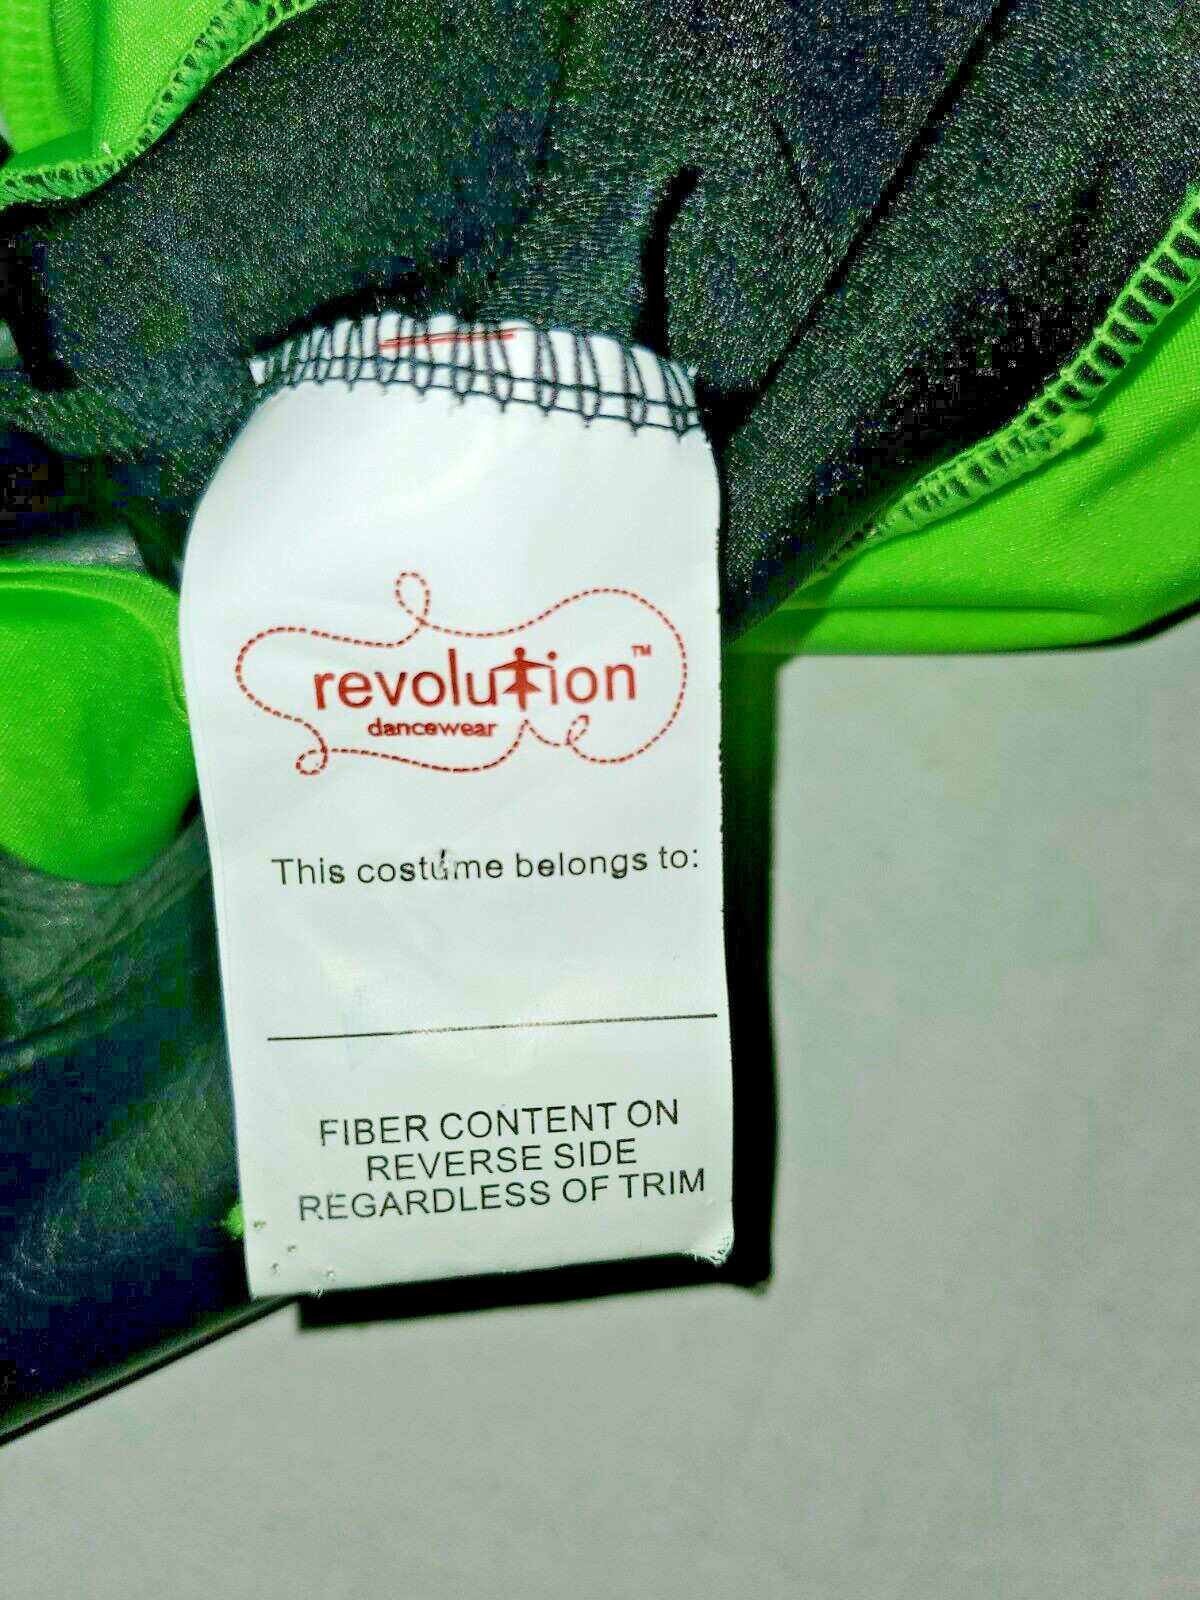 revolution™
dancewear
This costume belongs to:
FIBER CONTENT ON
REVERSE SIDE
REGARDLESS OF TRIM